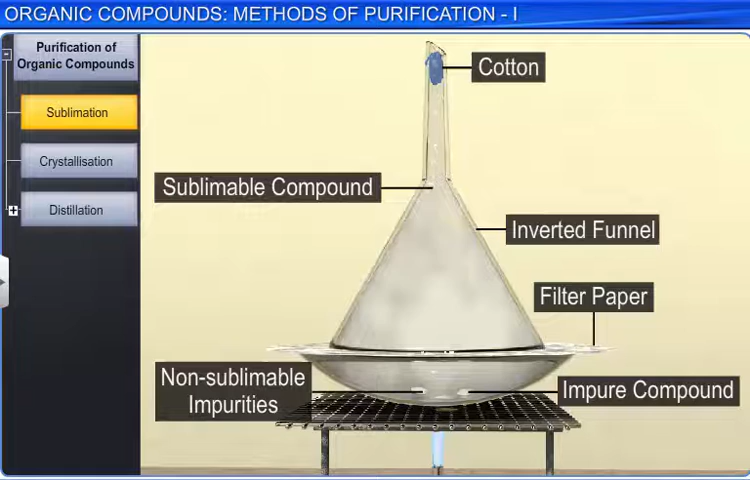 ORGANIC COMPOUNDS: METHODS OF PURIFICATION - I
Purification of
Organic Compounds
Sublimation
Crystallisation
Distillation
Cotton
Sublimable Compound
Inverted Funnel
Filter Paper
Non-sublimable
Impurities
Impure Compound